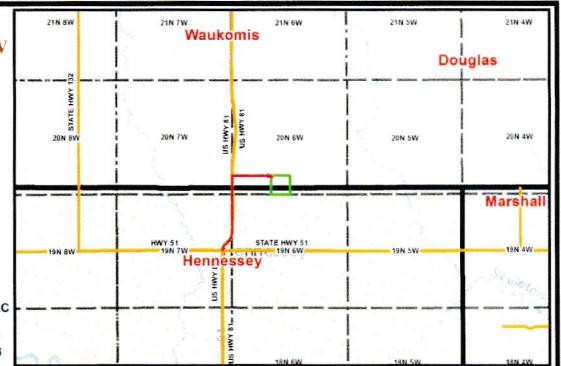 21N 8W 21N 7W 21N 6W 21N 5W 21N 4W
Waukomis
Douglas
STATE HWY 132
US HWY 81
US HWY 81
20N 8W 20N 7W 20N 6W 20N 5W 20N 4W
Marshall
HWY 51 STATE HWY 51
19N 8W 19N 7W 19N 6W 19N 5W 19N 4W
Hennessey
US HWY 81
18N 6W 18N 5W 18N 4W
C